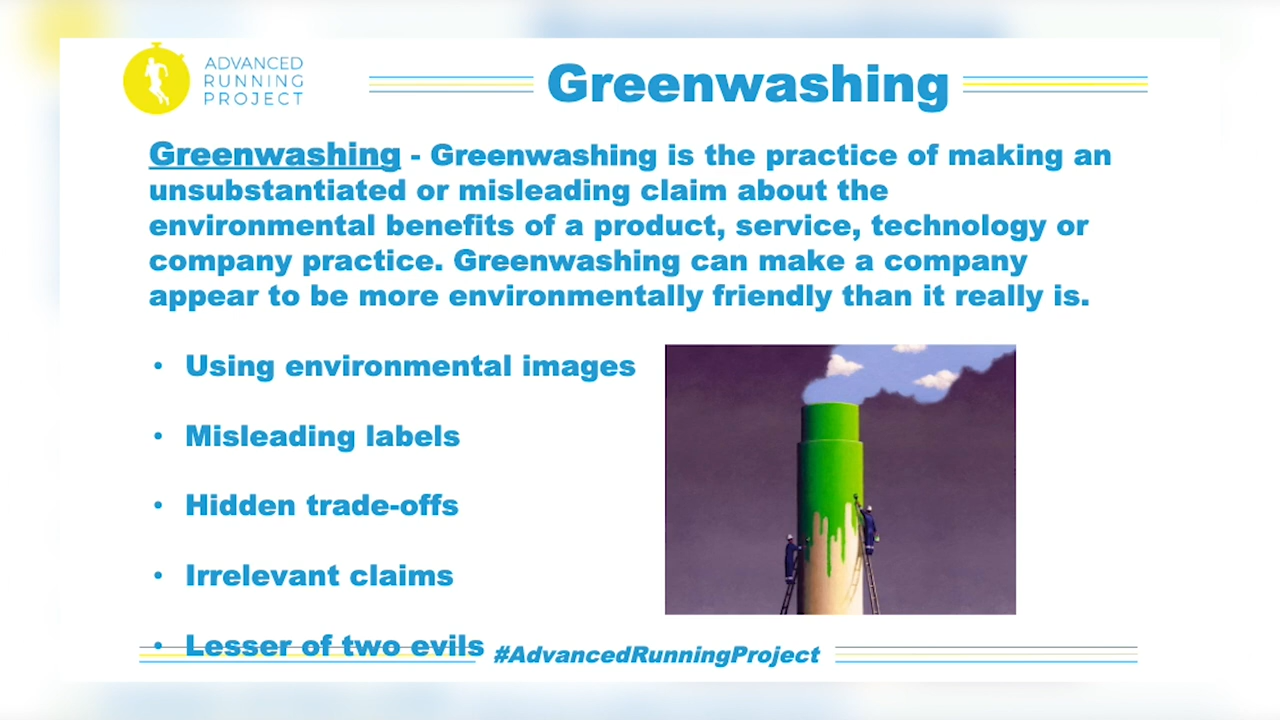 ADVANCED
RUNNING
PROJECT
Greenwashing
Greenwashing - Greenwashing is the practice of making an
unsubstantiated or misleading claim about the
environmental benefits of a product, service, technology or
company practice. Greenwashing can make a company
appear to be more environmentally friendly than it really is.
• Using environmental images
• Misleading labels
• Hidden trade-offs
• Irrelevant claims
• Lesser of two evils
#AdvancedRunningProject